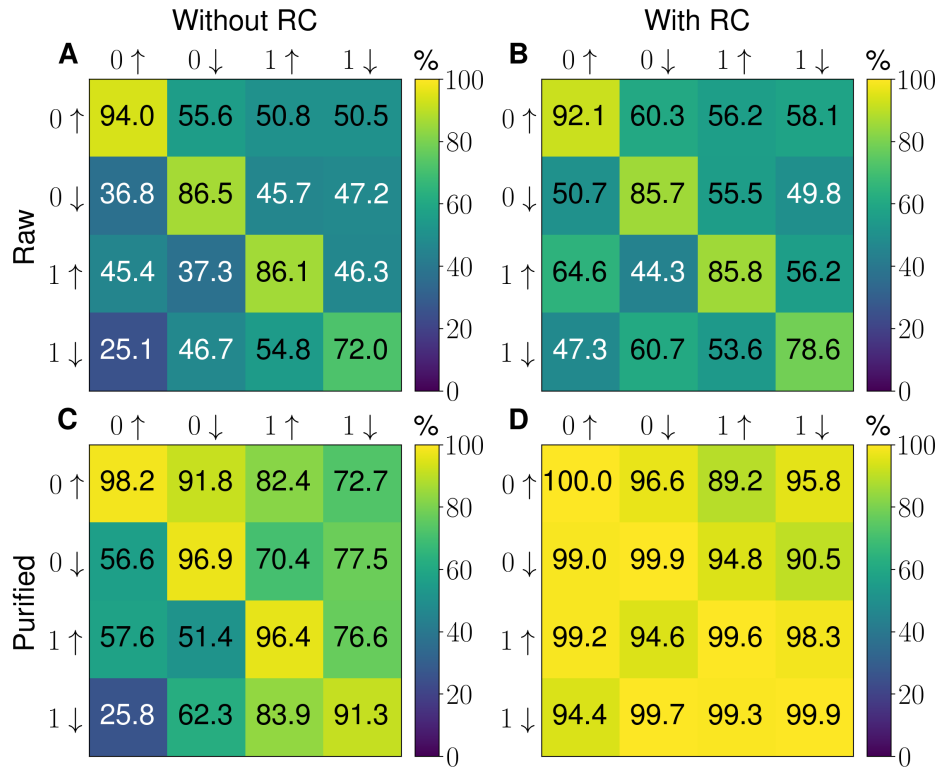 Without RC
With RC
A
0 ↑ 0 ↓ 1 ↑ 1 ↓
%
B
0 ↑ 0 ↓ 1 ↑ 1 ↓
%
Raw
0 ↑ 94.0 55.6 50.8 50.5
0 ↓ 36.8 86.5 45.7 47.2
1 ↑ 45.4 37.3 86.1 46.3
1 ↓ 25.1 46.7 54.8 72.0
100
80
60
40
20
0
0 ↑ 92.1 60.3 56.2 58.1
0 ↓ 50.7 85.7 55.5 49.8
1 ↑ 64.6 44.3 85.8 56.2
1 ↓ 47.3 60.7 53.6 78.6
100
80
60
40
20
0
C
0 ↑ 0 ↓ 1 ↑ 1 ↓
%
D
0 ↑ 0 ↓ 1 ↑ 1 ↓
%
Purified
0 ↑ 98.2 91.8 82.4 72.7
0 ↓ 56.6 96.9 70.4 77.5
1 ↑ 57.6 51.4 96.4 76.6
1 ↓ 25.8 62.3 83.9 91.3
100
80
60
40
20
0
0 ↑ 100.0 96.6 89.2 95.8
0 ↓ 99.0 99.9 94.8 90.5
1 ↑ 99.2 94.6 99.6 98.3
1 ↓ 94.4 99.7 99.3 99.9
100
80
60
40
20
0